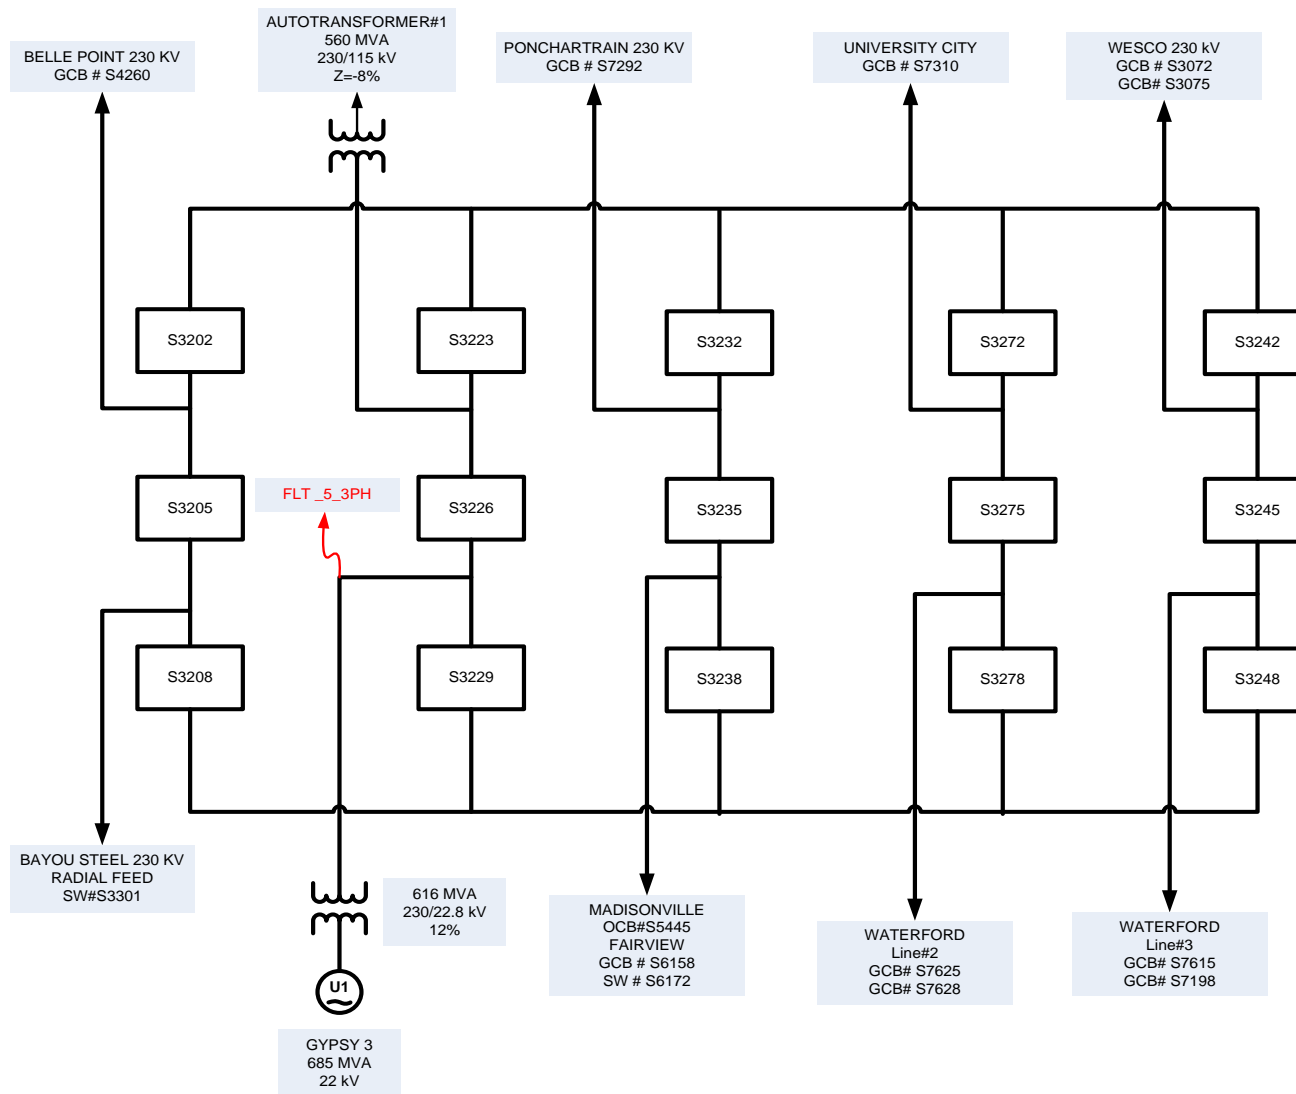 BELLE POINT 230 KV
GCB # S4260
AUTOTRANSFORMER#1
560 MVA
230/115 kV
Z=-8%
PONCHARTRAIN 230 KV
GCB # S7292
UNIVERSITY CITY
GCB # S7310
WESCO 230 kV
GCB # S3072
GCB# S3075
S3202
S3223
S3232
S3272
S3242
FLT _5_3PH
S3205
S3226
S3235
S3275
S3245
S3208
S3229
S3238
S3278
S3248
BAYOU STEEL 230 KV
RADIAL FEED
SW#S3301
616 MVA
230/22.8 kV
12%
U1
GYPSY 3
685 MVA
22 kV
MADISONVILLE
OCB#S5445
FAIRVIEW
GCB # S6158
SW # S6172
WATERFORD
Line#2
GCB# S7625
GCB# S7628
WATERFORD
Line#3
GCB# S7615
GCB# S7198